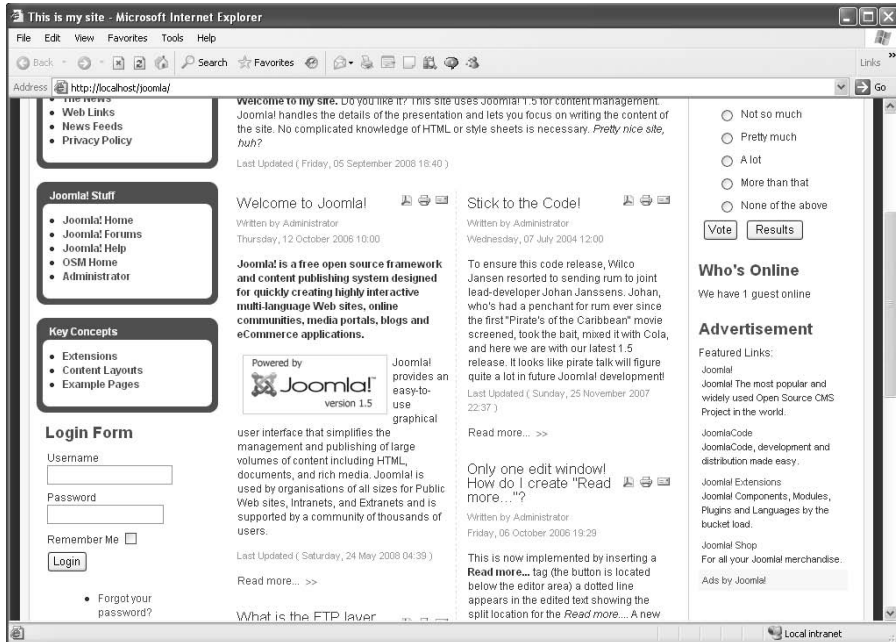 This is my site - Microsoft Internet Explorer
File Edit View Favorites Tools Help
Back Search Favorites Links
Address http://localhost/joomla/ Go
The News
Web Links
News Feeds
Privacy Policy
Joomla! Stuff
Joomla! Home
Joomla! Forums
Joomla! Help
OSM Home
Administrator
Key Concepts
Extensions
Content Layouts
Example Pages
Login Form
Username
Password
Remember Me
Login
Forgot your
password?
Welcome to my site. Do you like it? This site uses Joomla! 1.5 for content management.
Joomla! handles the details of the presentation and lets you focus on writing the content of
the site. No complicated knowledge of HTML or style sheets is necessary. Pretty nice site,
huh?
Last Updated ( Friday, 05 September 2008 18:40 )
Welcome to Joomla!
Written by Administrator
Thursday, 12 October 2006 10:00
Joomla! is a free open source framework
and content publishing system designed
for quickly creating highly interactive
multi-language Web sites, online
communities, media portals, blogs and
eCommerce applications.
Powered by
Joomla!
version 1.5
Joomla!
provides an
easy-to-
use
graphical
user interface that simplifies the
management and publishing of large
volumes of content including HTML,
documents, and rich media. Joomla! is
used by organisations of all sizes for Public
Web sites, Intranets, and Extranets and is
supported by a community of thousands of
users.
Last Updated ( Saturday, 24 May 2008 04:39 )
Read more... >>
What is the FTP layer
Stick to the Code!
Written by Administrator
Wednesday, 07 July 2004 12:00
To ensure this code release, Wilco
Jansen resorted to sending rum to joint
lead-developer Johan Janssens. Johan,
who's had a penchant for rum ever since
the first "Pirate's of the Caribbean" movie
screened, took the bait, mixed it with Cola,
and here we are with our latest 1.5
release. It looks like pirate talk will figure
quite a lot in future Joomla! development!
Last Updated ( Sunday, 25 November 2007
22:37 )
Read more... >>
Only one edit window!
How do I create "Read
more..."?
Written by Administrator
Friday, 06 October 2006 19:29
This is now implemented by inserting a
Read more... tag (the button is located
below the editor area) a dotted line
appears in the edited text showing the
split location for the Read more.... A new
Not so much
Pretty much
A lot
More than that
None of the above
Vote Results
Who's Online
We have 1 guest online
Advertisement
Featured Links:
Joomla!
Joomla! The most popular and
widely used Open Source CMS
Project in the world.
JoomlaCode
JoomlaCode, development and
distribution made easy.
Joomla! Extensions
Joomla! Components, Modules,
Plugins and Languages by the
bucket load.
Joomla! Shop
For all your Joomla! merchandise.
Ads by Joomla!
Local intranet